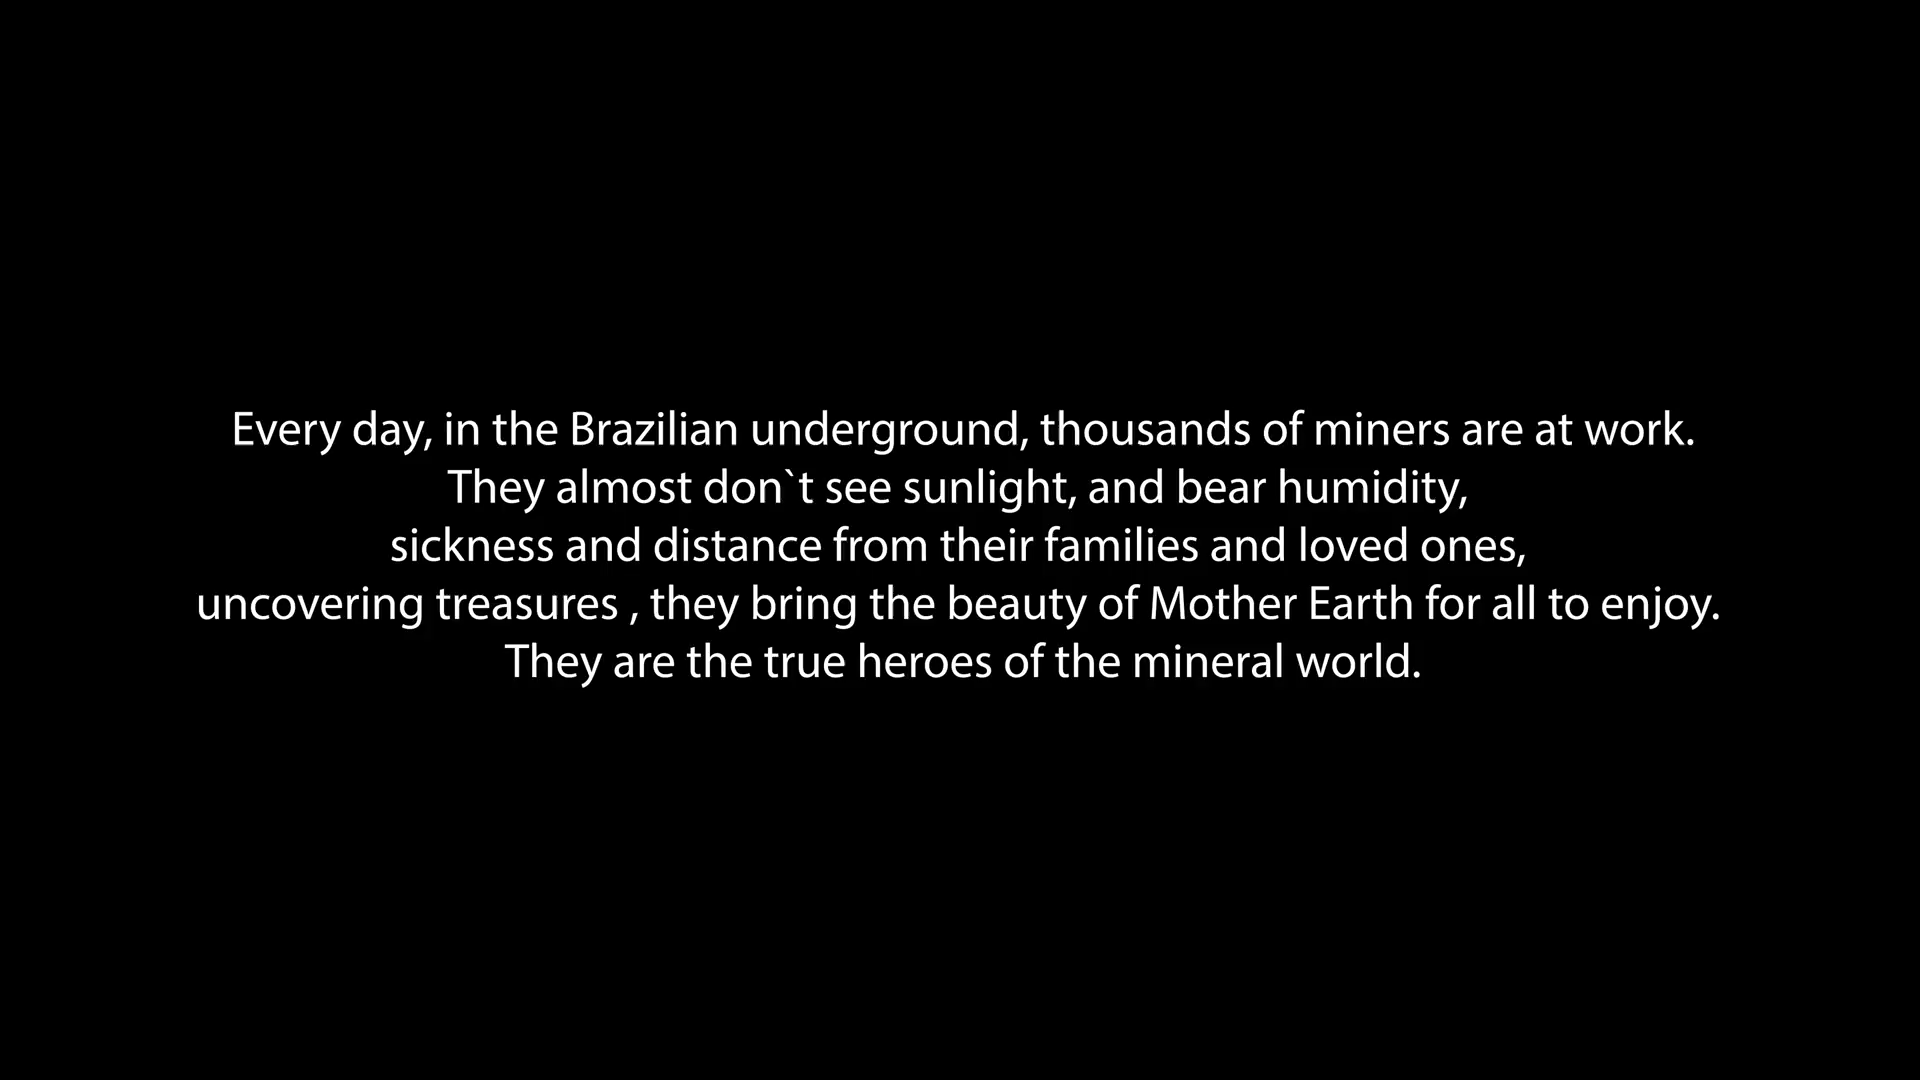 Every day, in the Brazilian underground, thousands of miners are at work.
They almost don`t see sunlight, and bear humidity,
sickness and distance from their families and loved ones,
uncovering treasures , they bring the beauty of Mother Earth for all to enjoy.
They are the true heroes of the mineral world.